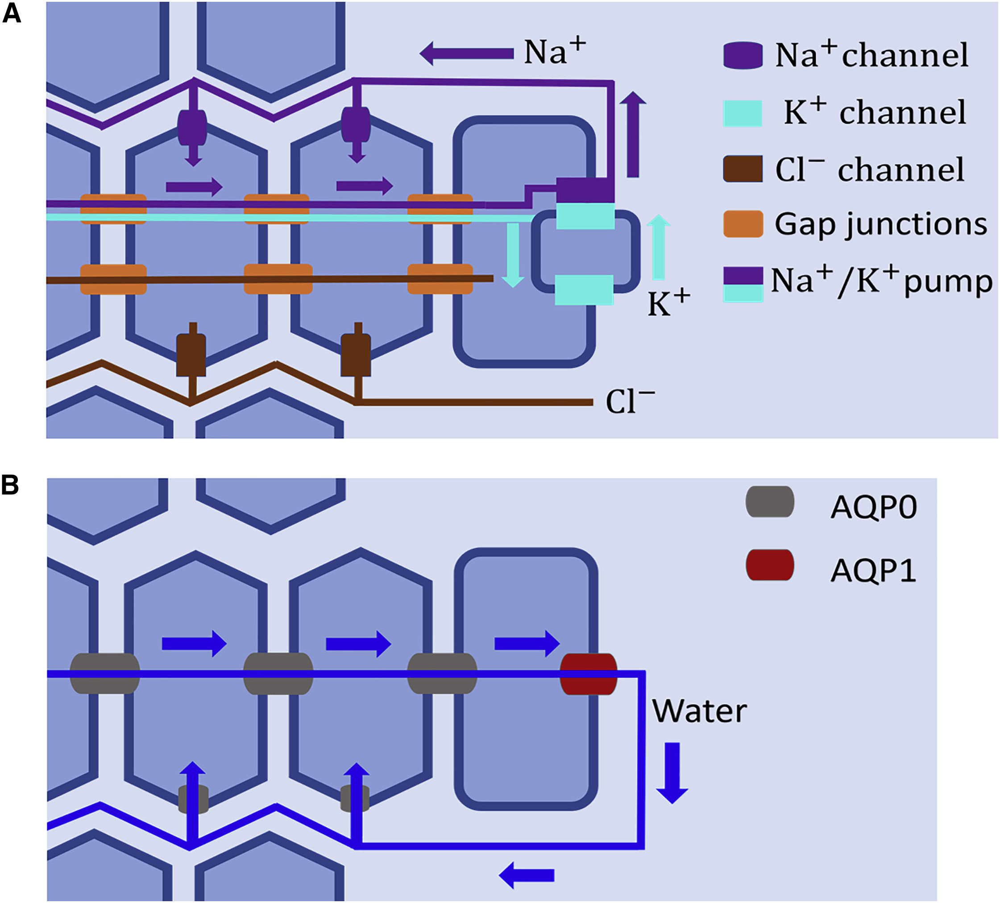 A
Na⁺
Na⁺channel
K⁺ channel
Cl⁻ channel
Gap junctions
Na⁺/K⁺pump
K⁺
Cl⁻
B
AQP0
AQP1
Water